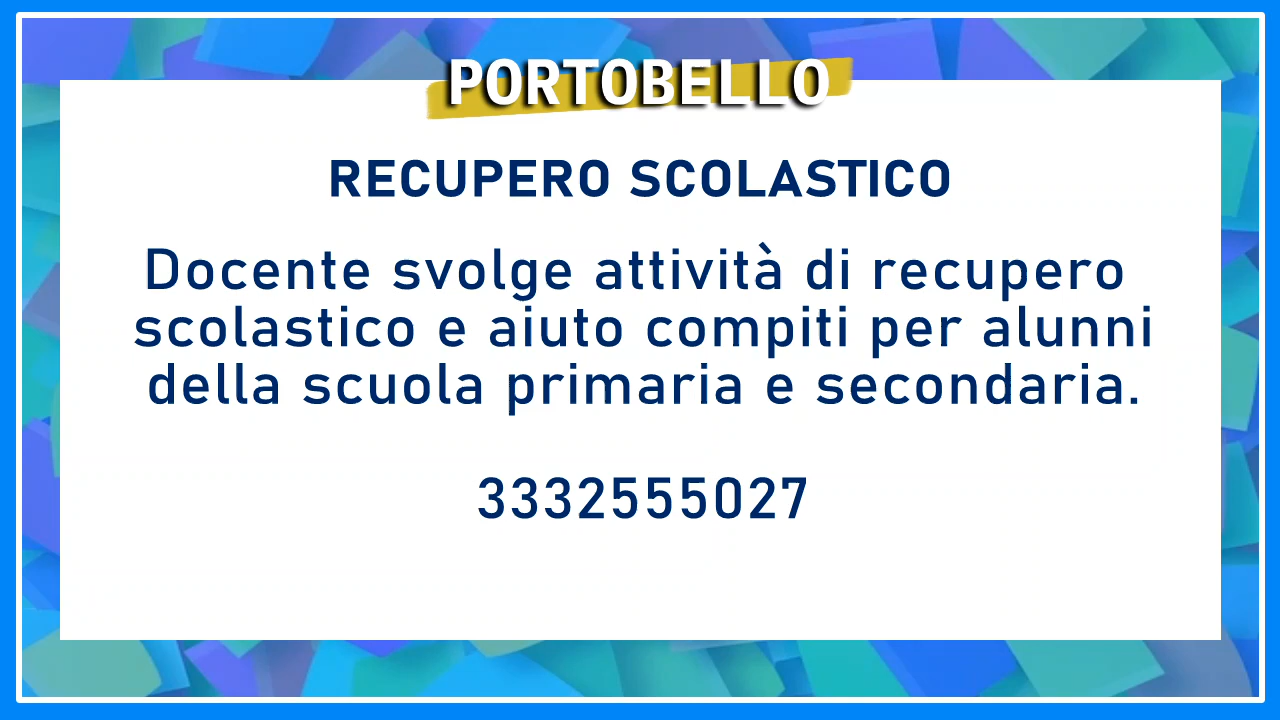 PORTOBELLO
RECUPERO SCOLASTICO
Docente svolge attività di recupero
scolastico e aiuto compiti per alunni
della scuola primaria e secondaria.
3332555027